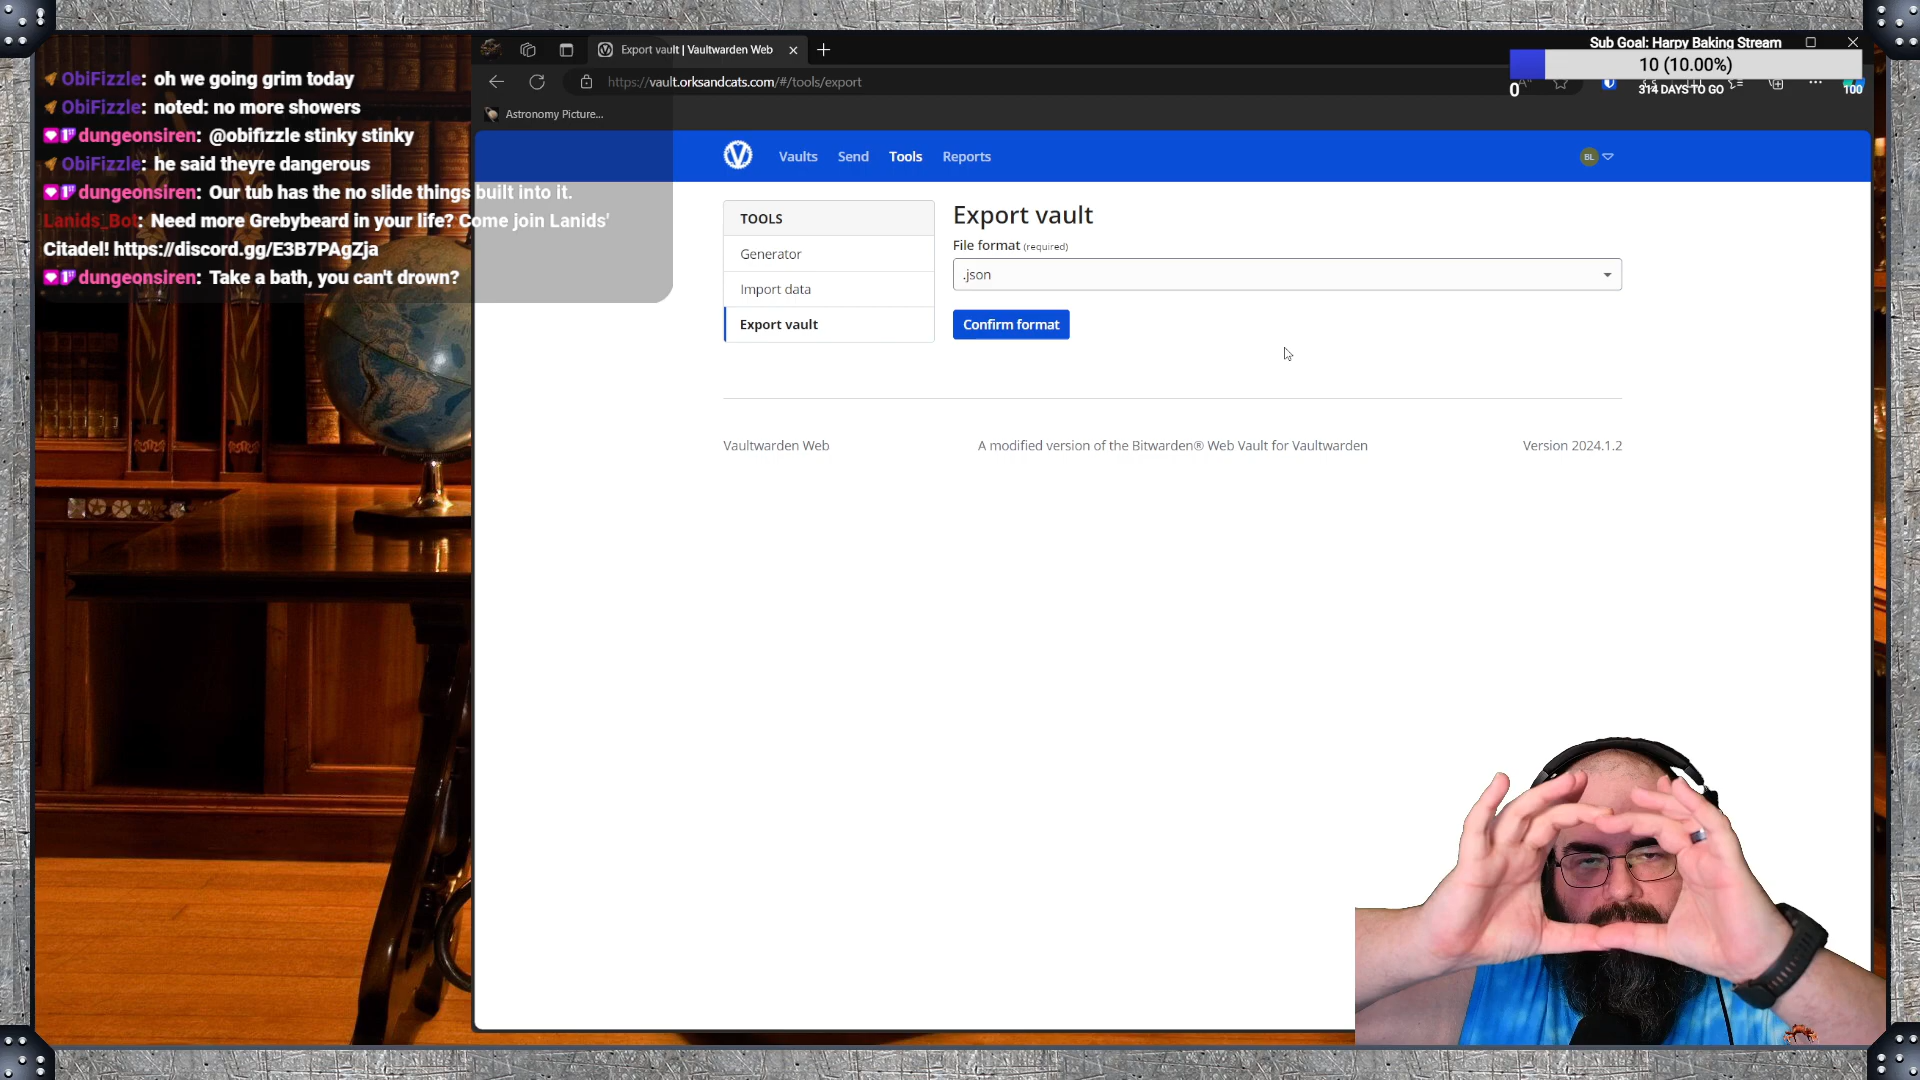 ObiFizzle: oh we going grim today
ObiFizzle: noted: no more showers
dungeonsiren: @obifizzle stinky stinky
ObiFizzle: he said theyre dangerous
dungeonsiren: Our tub has the no slide things built into it.
Lanids_Bot: Need more Grebybeard in your life? Come join Lanids'
Citadel! https://discord.gg/E3B7PAgZja
dungeonsiren: Take a bath, you can't drown?
Export vault | Vaultwarden Web
https://vault.orksandcats.com/#/tools/export
Astronomy Picture...
Sub Goal: Harpy Baking Stream
10 (10.00%)
0
314 DAYS TO GO
100
Vaults
Send
Tools
Reports
BL
TOOLS
Generator
Import data
Export vault
Export vault
File format (required)
.json
Confirm format
Vaultwarden Web
A modified version of the Bitwarden® Web Vault for Vaultwarden
Version 2024.1.2